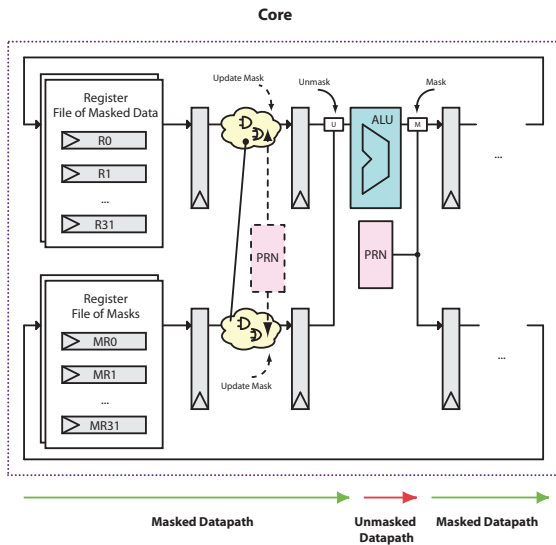 Core
Register
File of Masked Data
R0
R1
...
R31
Update Mask
Unmask
Mask
U
ALU
M
...
PRN
PRN
Register
File of Masks
MR0
MR1
...
MR31
Update Mask
...
Masked Datapath
Unmasked
Datapath
Masked Datapath